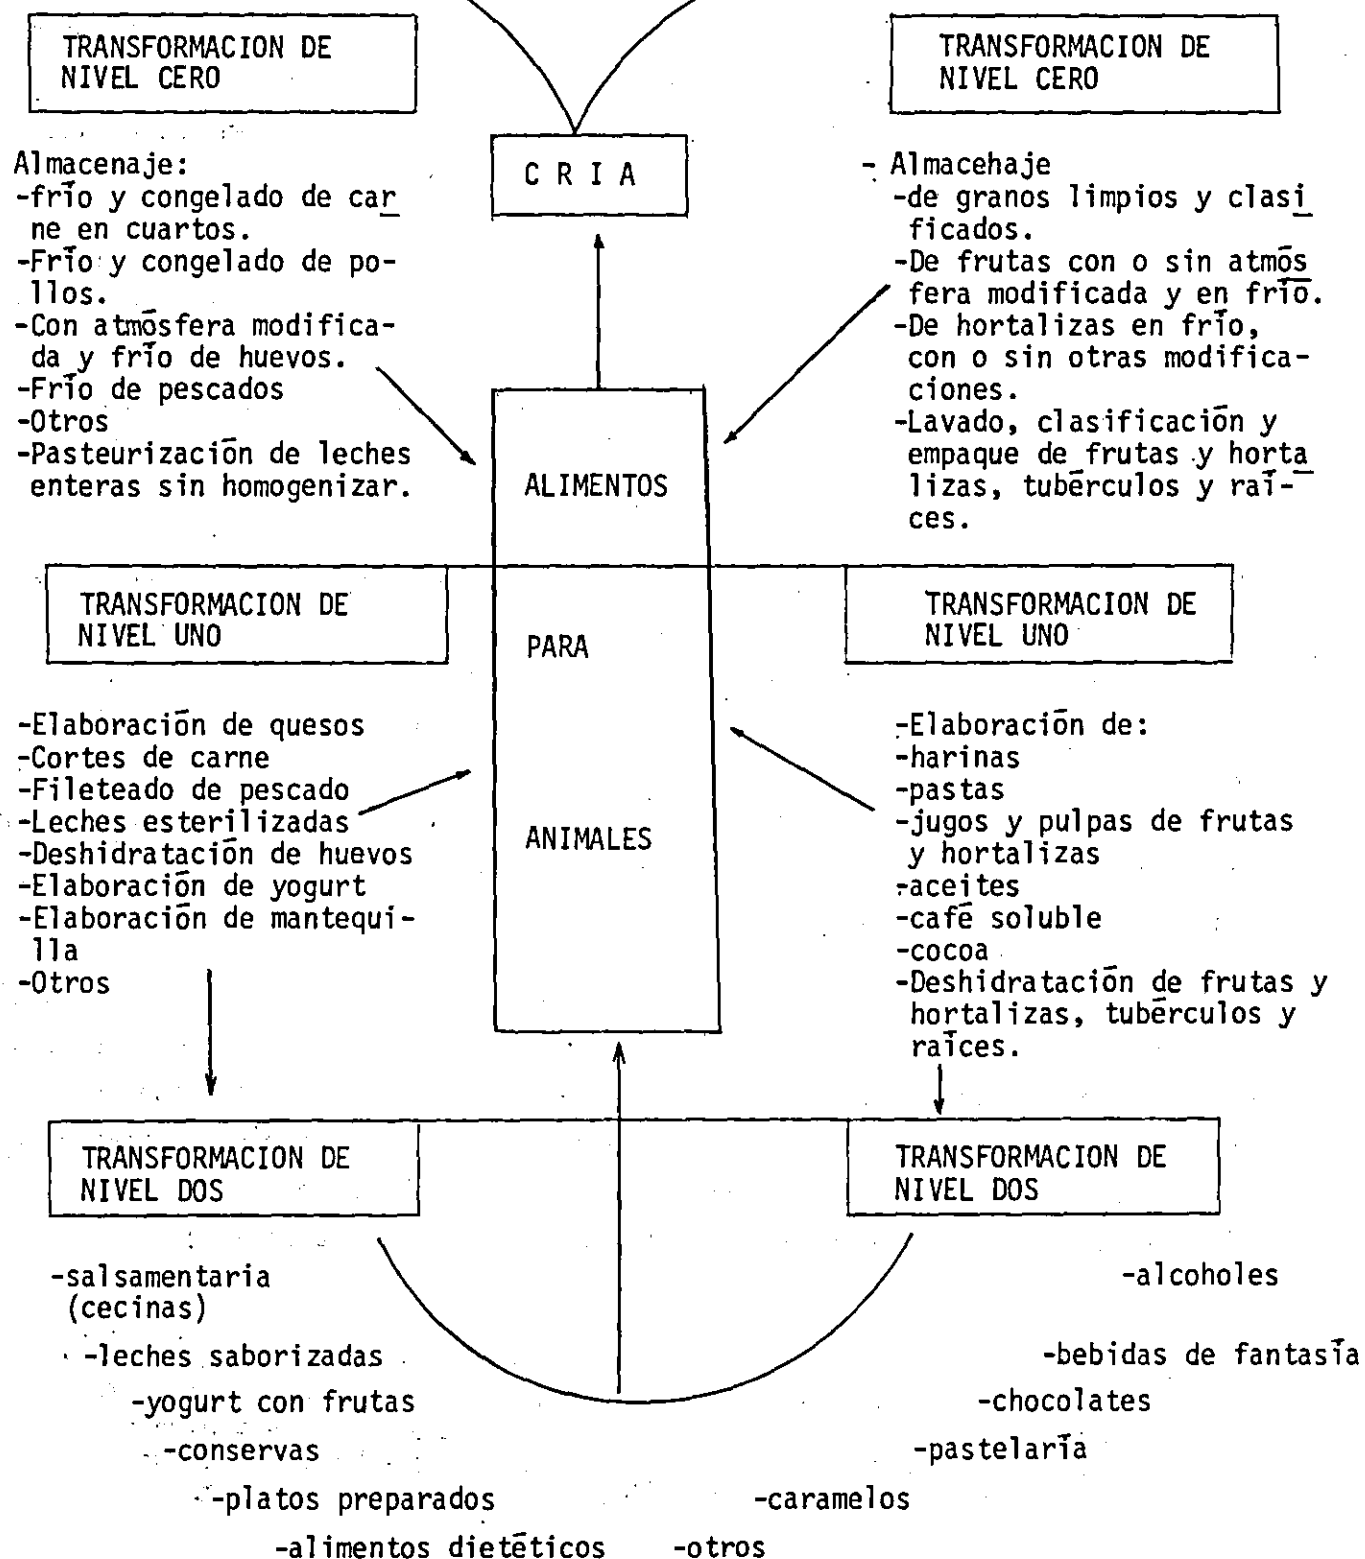 TRANSFORMACION DE
NIVEL CERO
TRANSFORMACION DE
NIVEL CERO
C R I A
Almacenaje:
-frío y congelado de car
ne en cuartos.
-Frío y congelado de po-
llos.
-Con atmósfera modifica-
da y frío de huevos.
-Frío de pescados
-Otros
-Pasteurización de leches
enteras sin homogenizar.
- Almacehaje
-de granos limpios y clasi
ficados.
-De frutas con o sin atmós
fera modificada y en frío.
-De hortalizas en frío,
con o sin otras modifica-
ciones.
-Lavado, clasificación y
empaque de frutas y horta
lizas, tubérculos y raí-
ces.
ALIMENTOS
PARA
ANIMALES
TRANSFORMACION DE
NIVEL UNO
TRANSFORMACION DE
NIVEL UNO
-Elaboración de quesos
-Cortes de carne
-Fileteado de pescado
-Leches esterilizadas
-Deshidratación de huevos
-Elaboración de yogurt
-Elaboración de mantequi-
lla
-Otros
-Elaboración de:
-harinas
-pastas
-jugos y pulpas de frutas
y hortalizas
-aceites
-café soluble
-cocoa
-Deshidratación de frutas y
hortalizas, tubérculos y
raíces.
TRANSFORMACION DE
NIVEL DOS
TRANSFORMACION DE
NIVEL DOS
-salsamentaria
(cecinas)
-leches saborizadas
-yogurt con frutas
-conservas
-platos preparados
-alimentos dietéticos
-alcoholes
-bebidas de fantasía
-chocolates
-pastelaría
-caramelos
-otros